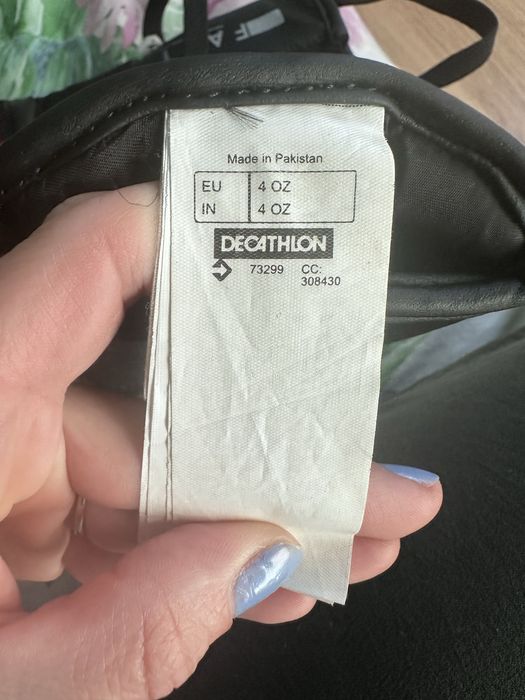 Made in Pakistan
EU 4 OZ
IN 4 OZ
DECATHLON
73299 CC:
308430